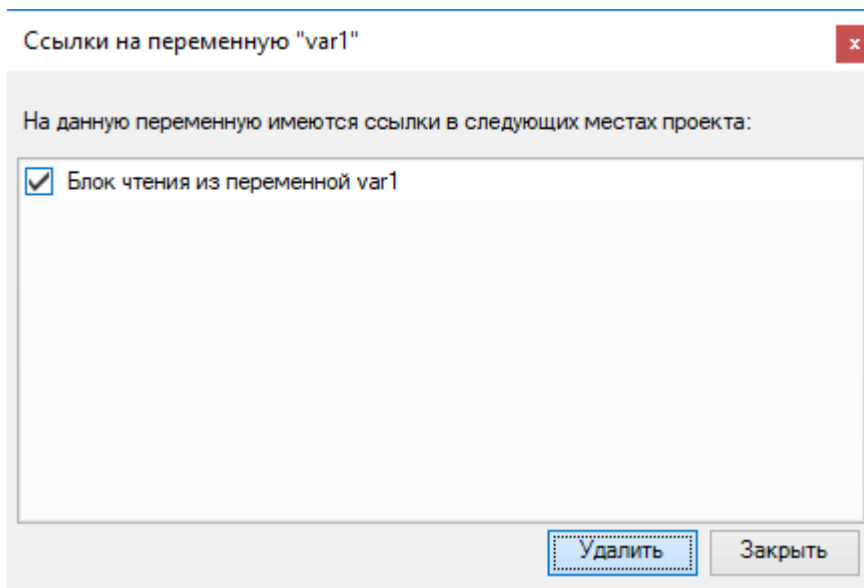 Ссылки на переменную "var1"
x
На данную переменную имеются ссылки в следующих местах проекта:
Блок чтения из переменной var1
Удалить Закрыть